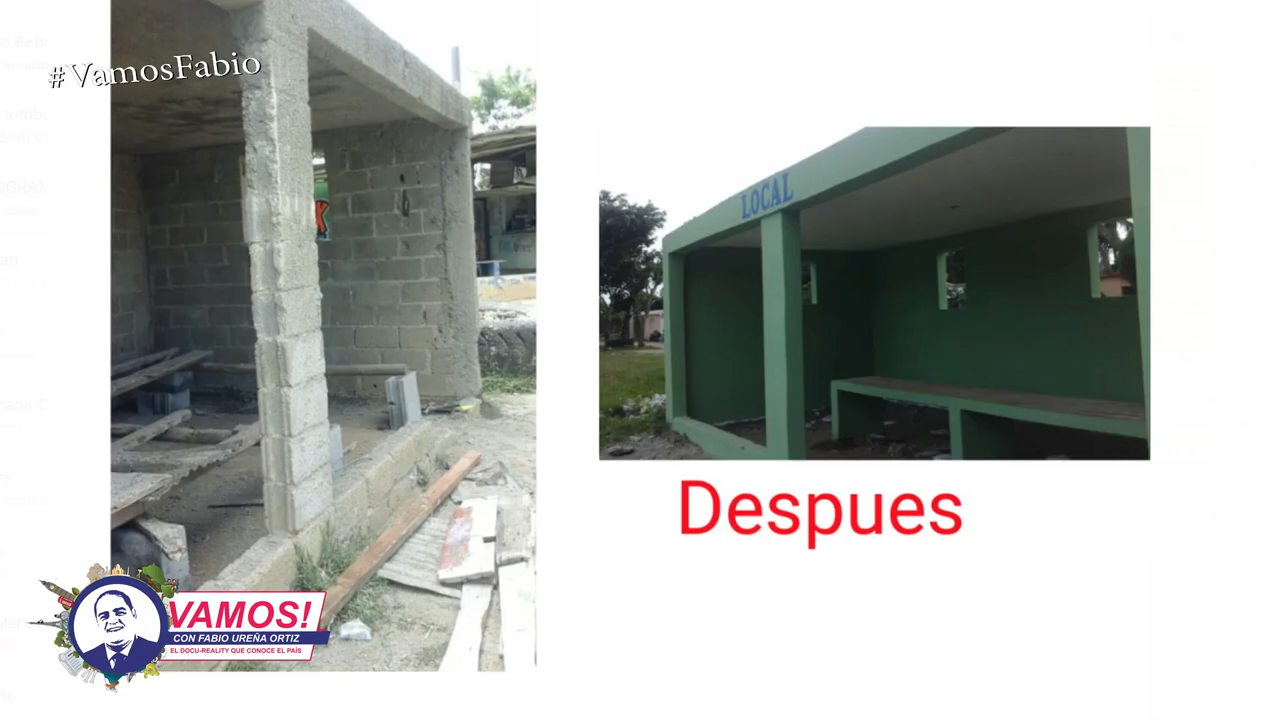 #VamosFabio
LOCAL
Despues
VAMOS!
CON FABIO UREÑA ORTIZ
EL DOCU-REALITY QUE CONOCE EL PAÍS